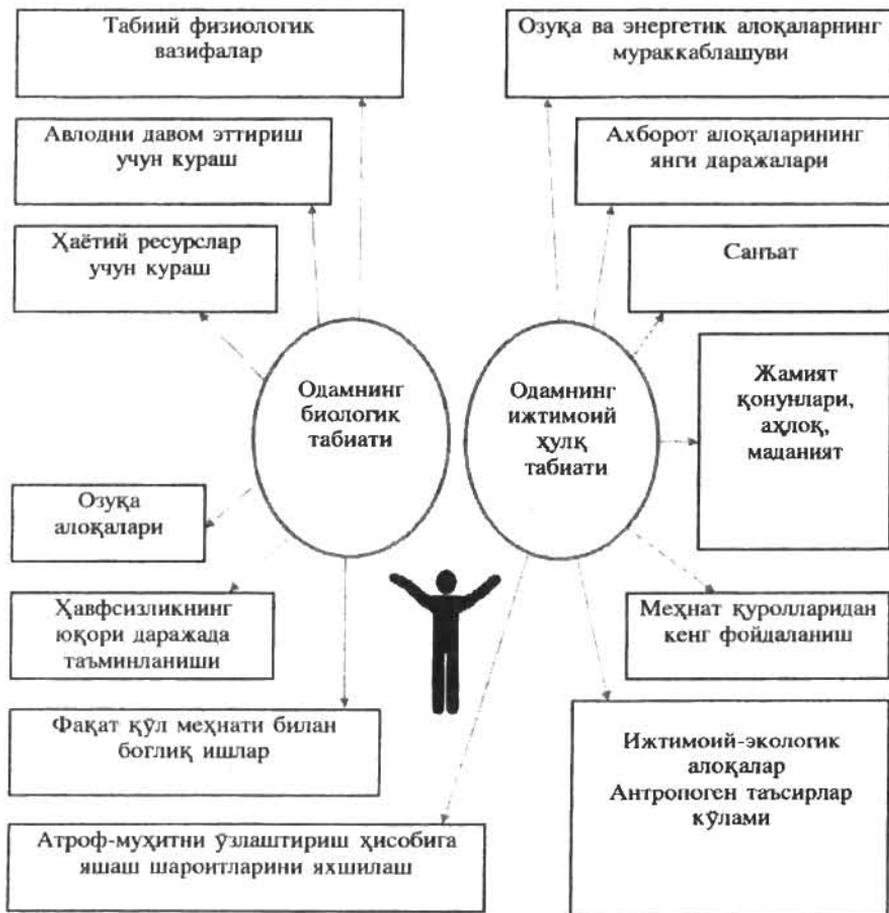 Табиий физиологик
вазифалар
Озуқа ва энергетик алоқаларнинг
мураккаблашуви
Авлодни давом эттириш
учун кураш
Ахборот алоқаларининг
янги даражалари
Ҳаётий ресурслар
учун кураш
Санъат
Одамнинг
биологик
табиати
Одамнинг
ижтимоий
ҳулқ
табиати
Жамият
қонунлари,
аҳлоқ,
маданият
Озуқа
алоқалари
Ҳавфсизликнинг
юқори даражада
таъминланиши
Меҳнат қуролларидан
кенг фойдаланиш
Фақат қўл меҳнати билан
боглиқ ишлар
Ижтимоий-экологик
алоқалар
Антропоген таъсирлар
кўлами
Атроф-муҳитни ўзлаштириш ҳисобига
яшаш шароитларини яхшилаш